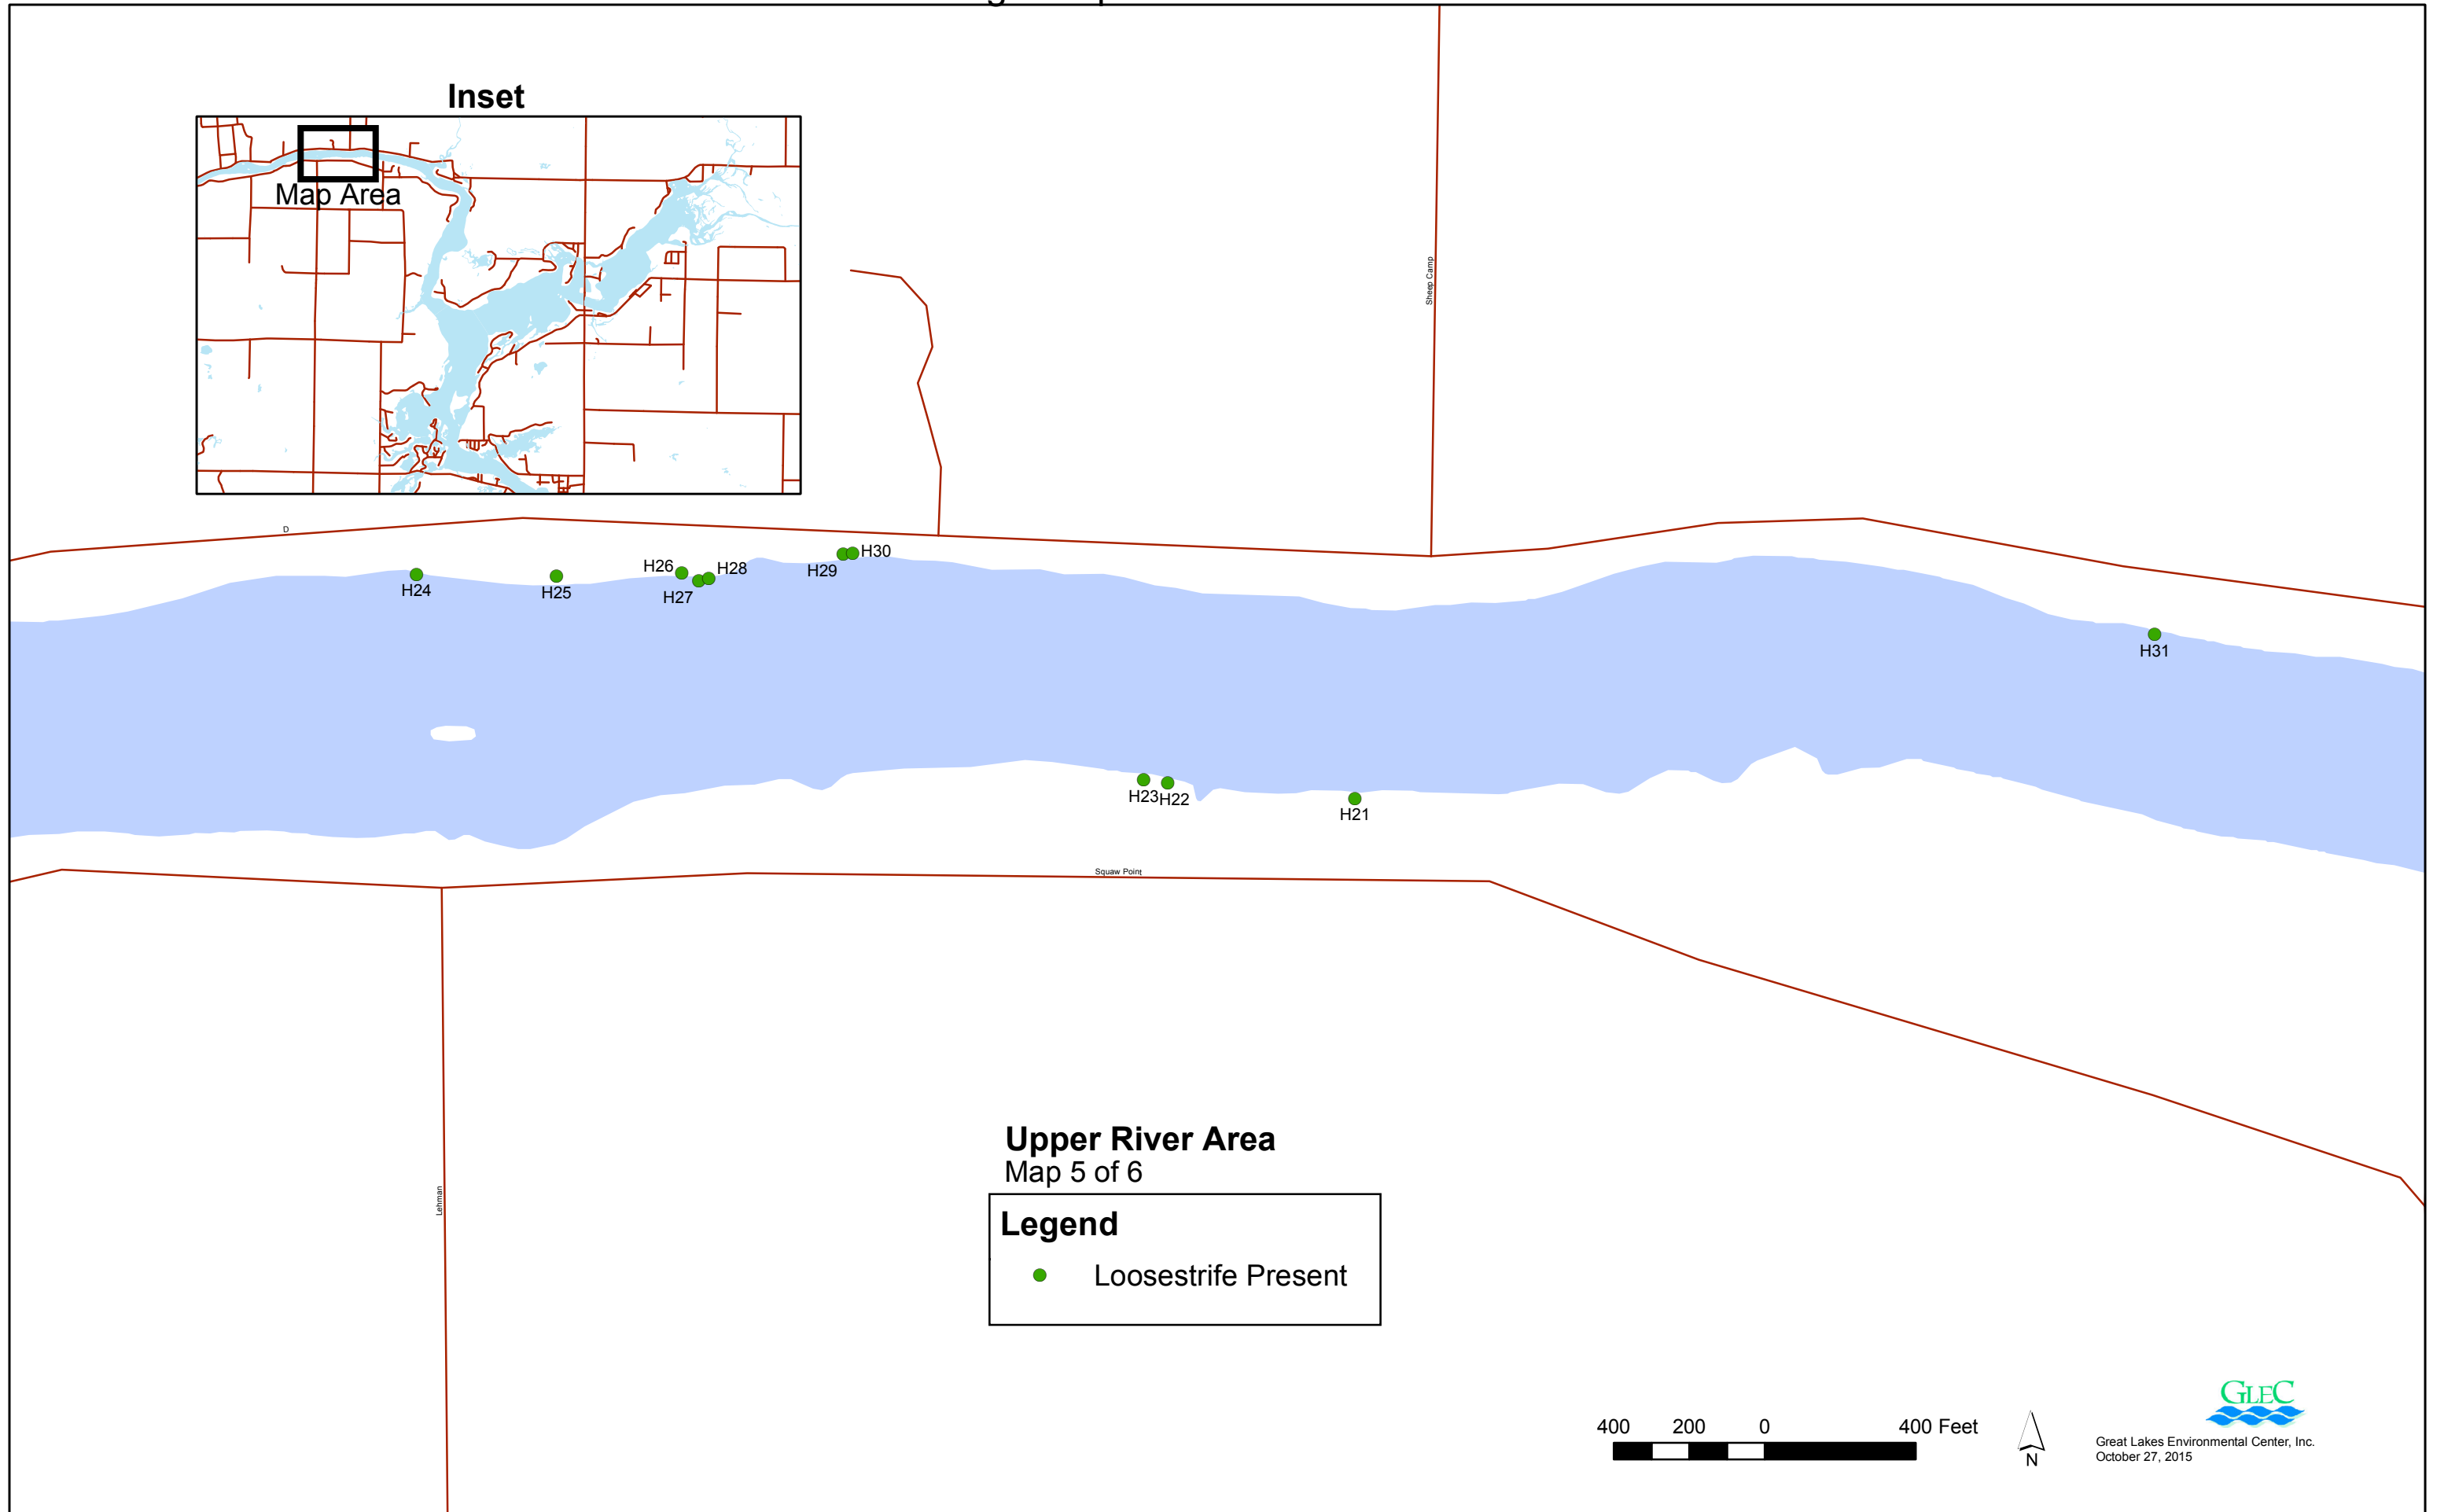 Inset
Map Area
Sheep Camp
D
H30
H26
H28
H29
H24
H25
H27
H31
H23
H22
H21
Squaw Point
Lehman
Upper River Area
Map 5 of 6
Legend
Loosestrife Present
400 200 0 400 Feet
N
GLEC
Great Lakes Environmental Center, Inc.
October 27, 2015